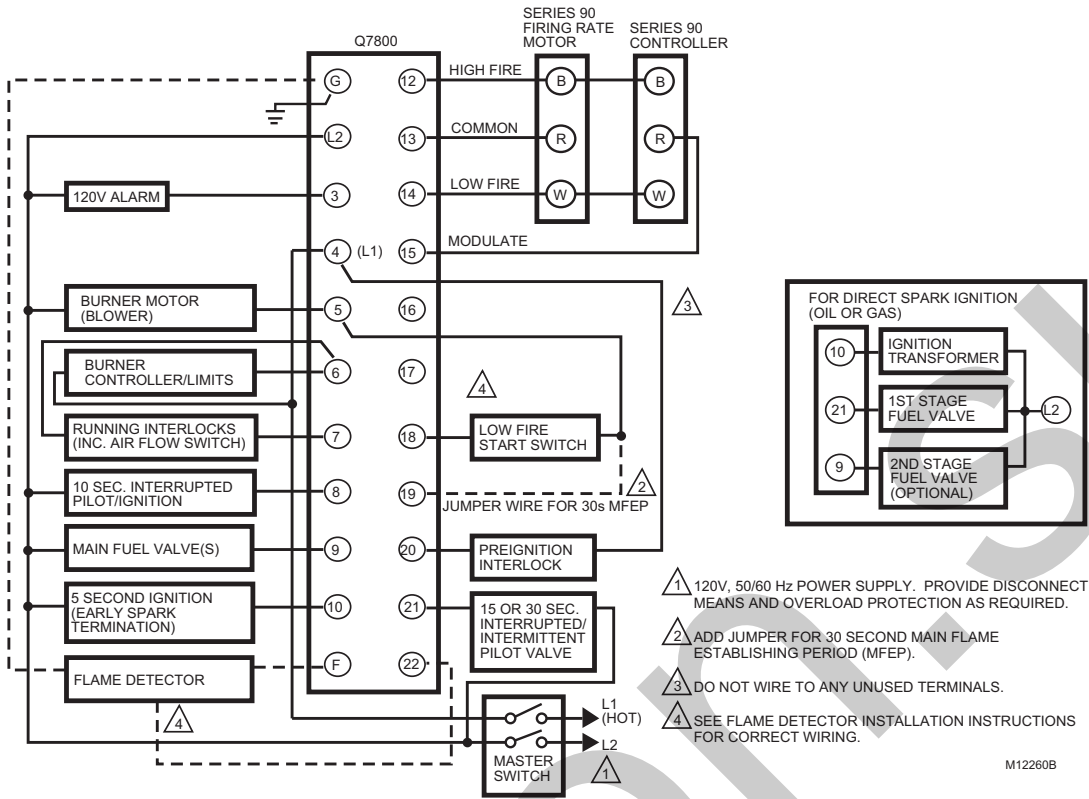 Q7800
SERIES 90
FIRING RATE
MOTOR
SERIES 90
CONTROLLER
G
12
HIGH FIRE
B
B
L2
13
COMMON
R
R
120V ALARM
3
14
LOW FIRE
W
W
4
(L1)
15
MODULATE
3
BURNER MOTOR
(BLOWER)
5
16
BURNER
CONTROLLER/LIMITS
6
17
4
RUNNING INTERLOCKS
(INC. AIR FLOW SWITCH)
7
18
LOW FIRE
START SWITCH
10 SEC. INTERRUPTED
PILOT/IGNITION
8
19
2
JUMPER WIRE FOR 30s MFEP
MAIN FUEL VALVE(S)
9
20
PREIGNITION
INTERLOCK
5 SECOND IGNITION
(EARLY SPARK
TERMINATION)
10
21
15 OR 30 SEC.
INTERRUPTED/
INTERMITTENT
PILOT VALVE
FLAME DETECTOR
F
22
4
L1
(HOT)
L2
MASTER
SWITCH
1
FOR DIRECT SPARK IGNITION
(OIL OR GAS)
10
IGNITION
TRANSFORMER
21
1ST STAGE
FUEL VALVE
L2
9
2ND STAGE
FUEL VALVE
(OPTIONAL)
1 120V, 50/60 Hz POWER SUPPLY. PROVIDE DISCONNECT
MEANS AND OVERLOAD PROTECTION AS REQUIRED.
2 ADD JUMPER FOR 30 SECOND MAIN FLAME
ESTABLISHING PERIOD (MFEP).
3 DO NOT WIRE TO ANY UNUSED TERMINALS.
4 SEE FLAME DETECTOR INSTALLATION INSTRUCTIONS
FOR CORRECT WIRING.
M12260B